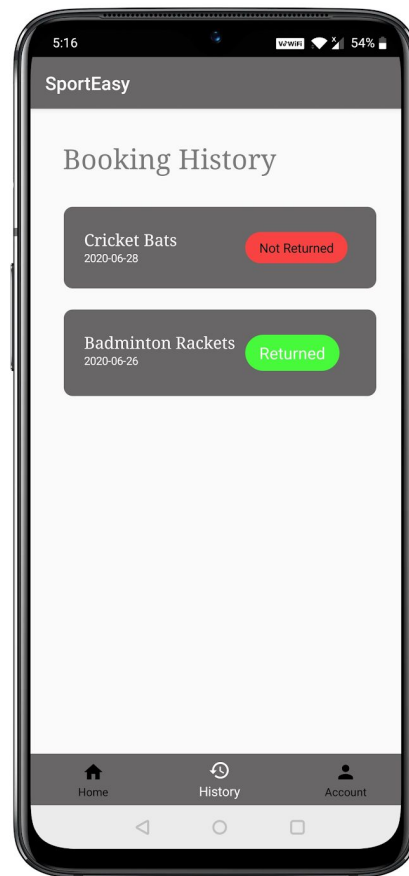 5:16
VoWiFi
x
54%
SportEasy
Booking History
Cricket Bats
2020-06-28
Not Returned
Badminton Rackets
2020-06-26
Returned
Home
History
Account